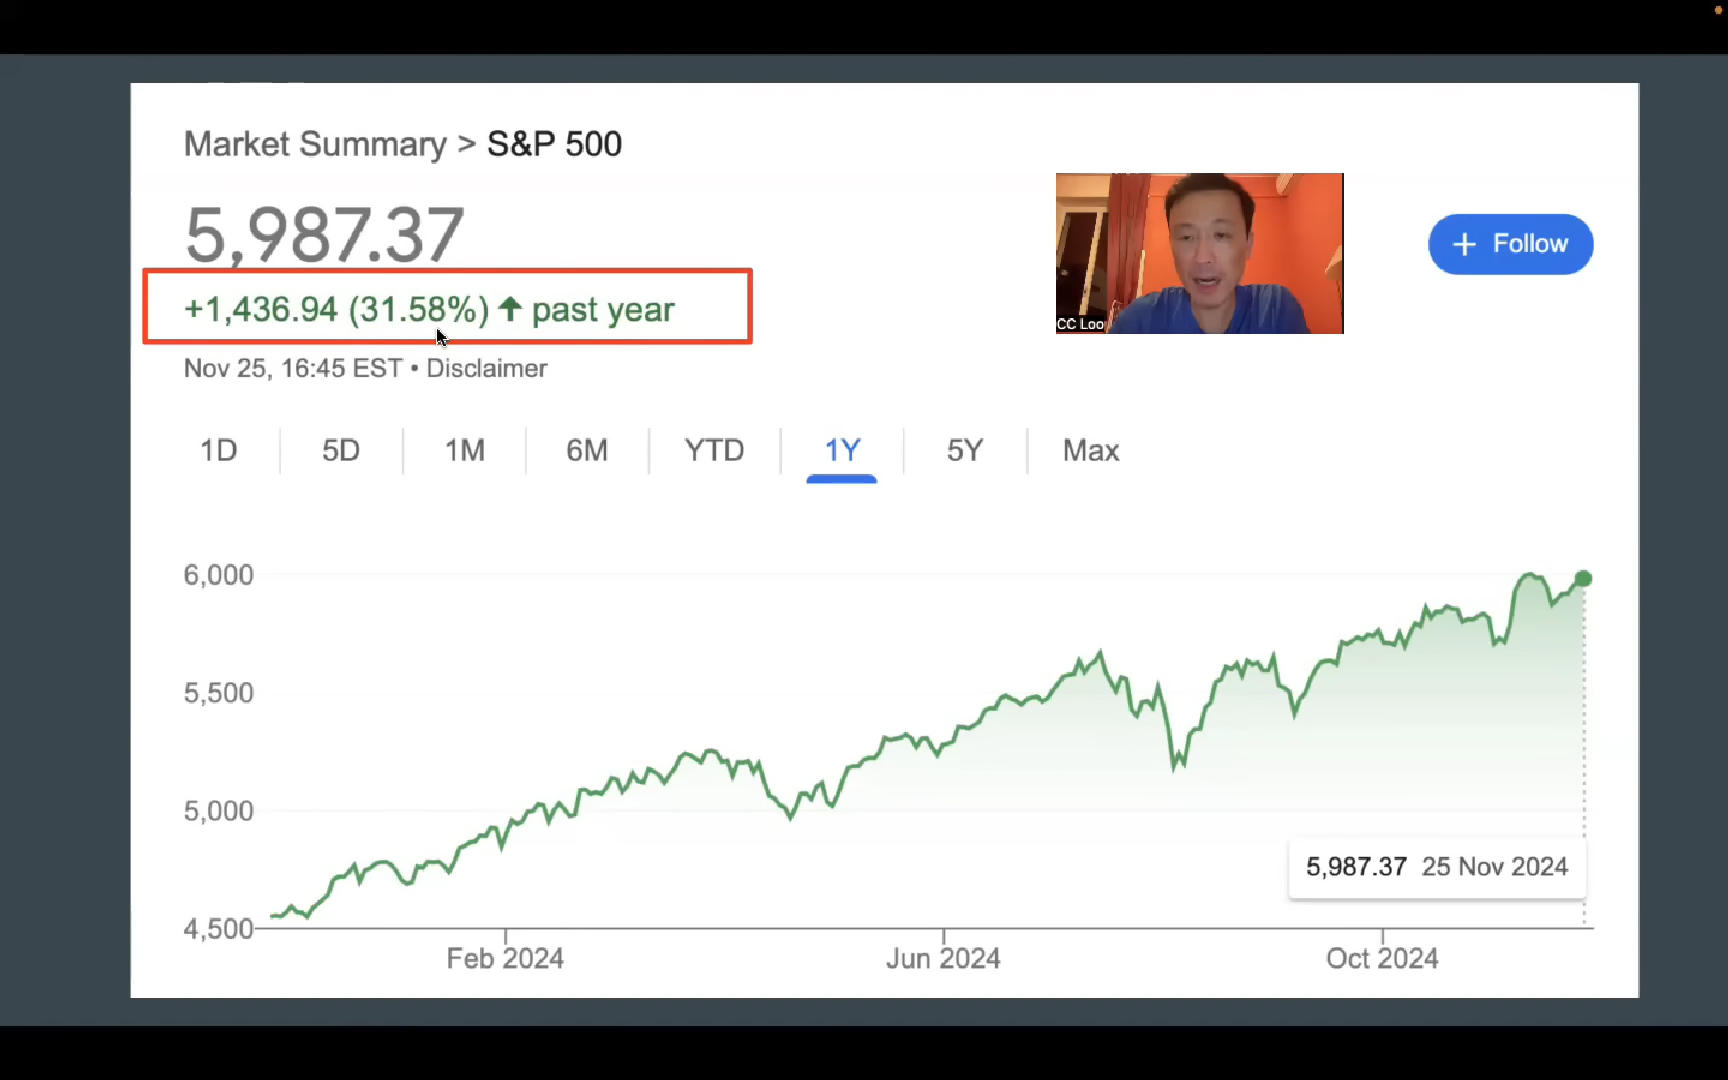 Market Summary > S&P 500
5,987.37
+ Follow
+1,436.94 (31.58%) ↑ past year
CC Loo
Nov 25, 16:45 EST • Disclaimer
1D 5D 1M 6M YTD 1Y 5Y Max
6,000
5,500
5,000
5,987.37 25 Nov 2024
4,500
Feb 2024 Jun 2024 Oct 2024